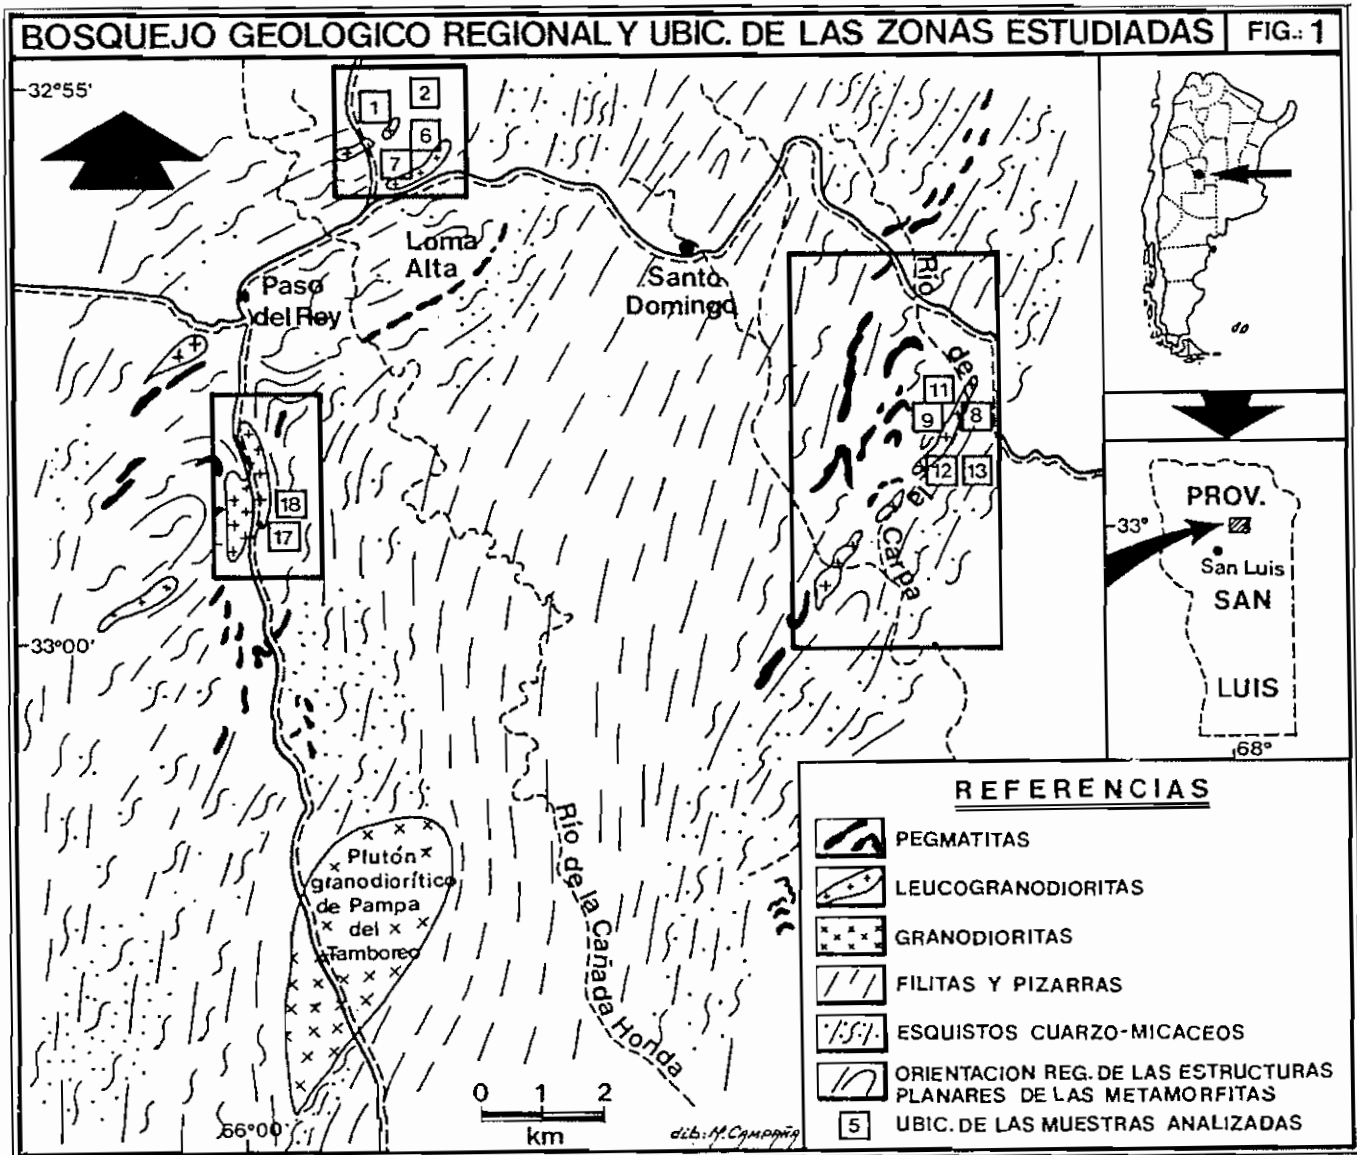 BOSQUEJO GEOLOGICO REGIONAL Y UBIC. DE LAS ZONAS ESTUDIADAS
FIG.: 1
32°55'
1
2
6
7
Loma
Alta
Paso
del Rey
Santo
Domingo
Río de la Carpa
11
9
8
12
13
18
17
33°00'
Plutón
granodiorítico
de Pampa
del
Tamboreo
Río de la Cañada Honda
66°00'
0 1 2
km
dib: M. CAMPAÑA
PROV.
33°
San Luis
SAN
LUIS
68°
REFERENCIAS
PEGMATITAS
LEUCOGRANODIORITAS
GRANODIORITAS
FILITAS Y PIZARRAS
ESQUISTOS CUARZO-MICACEOS
ORIENTACION REG. DE LAS ESTRUCTURAS
PLANARES DE LAS METAMORFITAS
5 UBIC. DE LAS MUESTRAS ANALIZADAS